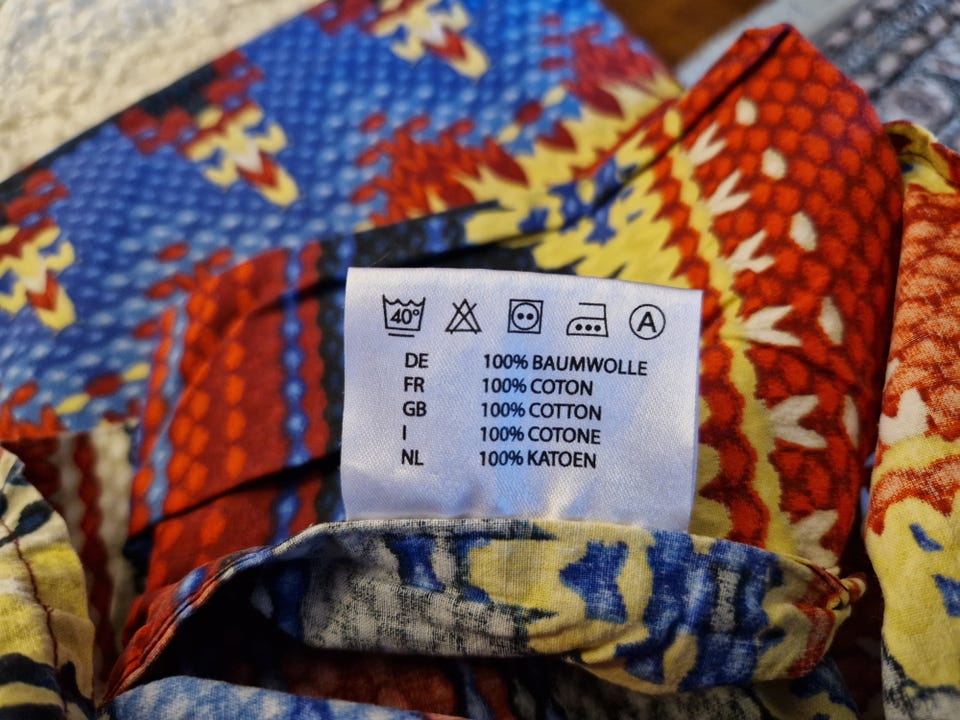 40° A
DE 100% BAUMWOLLE
FR 100% COTON
GB 100% COTTON
I 100% COTONE
NL 100% KATOEN